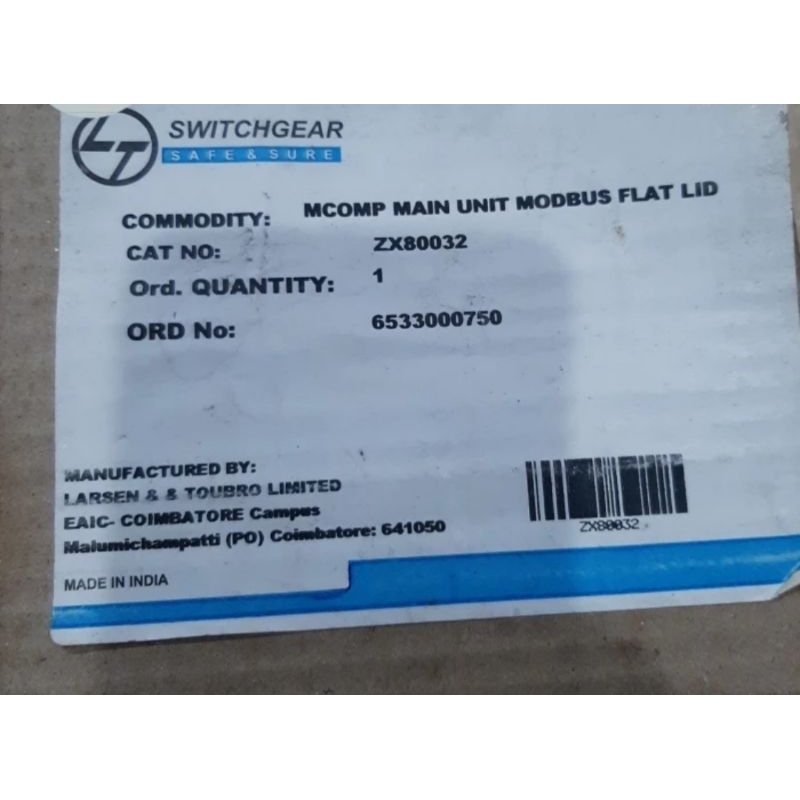 LT SWITCHGEAR
SAFE & SURE
COMMODITY: MCOMP MAIN UNIT MODBUS FLAT LID
CAT NO: ZX80032
Ord. QUANTITY: 1
ORD No: 6533000750
MANUFACTURED BY:
LARSEN & & TOUBRO LIMITED
EAIC- COIMBATORE Campus
Malumichampatti (PO) Coimbatore: 641050
ZX80032
MADE IN INDIA